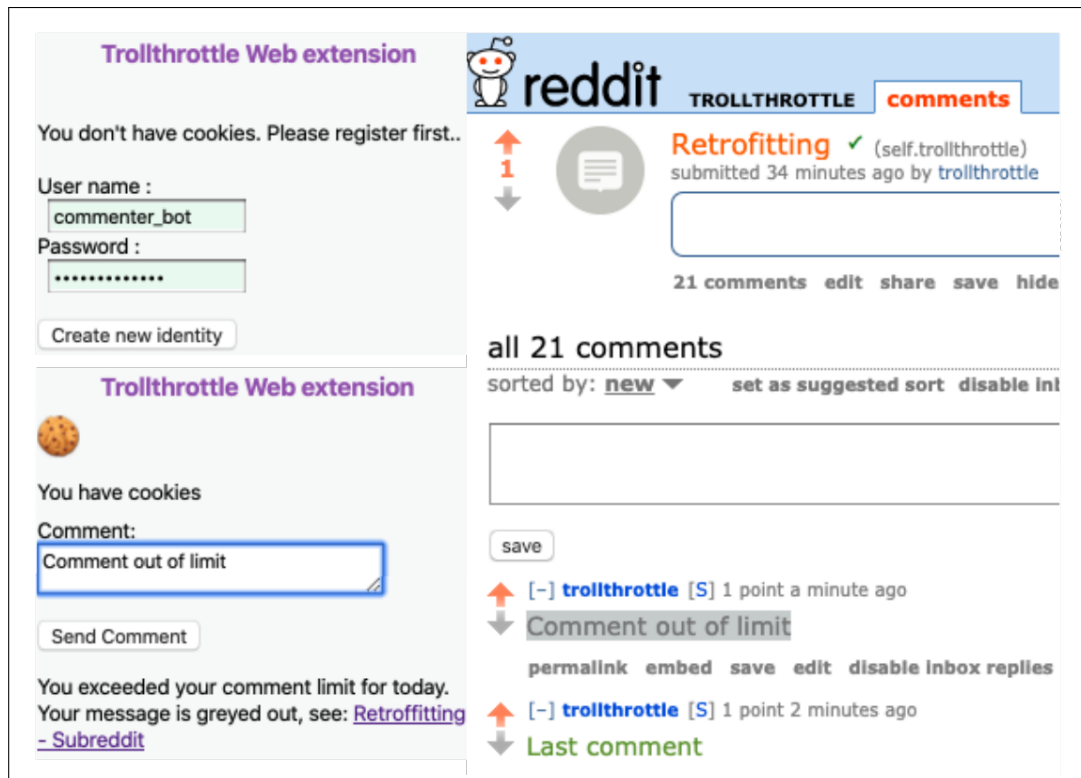 Trollthrottle Web extension
You don't have cookies. Please register first..
User name :
commenter_bot
Password :
•••••••••••••
Create new identity
Trollthrottle Web extension
You have cookies
Comment:
Comment out of limit
Send Comment
You exceeded your comment limit for today.
Your message is greyed out, see: Retroffitting
- Subreddit
reddit TROLLTHROTTLE comments
1
Retrofitting ✓ (self.trollthrottle)
submitted 34 minutes ago by trollthrottle
21 comments edit share save hide
all 21 comments
sorted by: new ▼ set as suggested sort disable
save
[–] trollthrottle [S] 1 point a minute ago
Comment out of limit
permalink embed save edit disable inbox replies
[–] trollthrottle [S] 1 point 2 minutes ago
Last comment